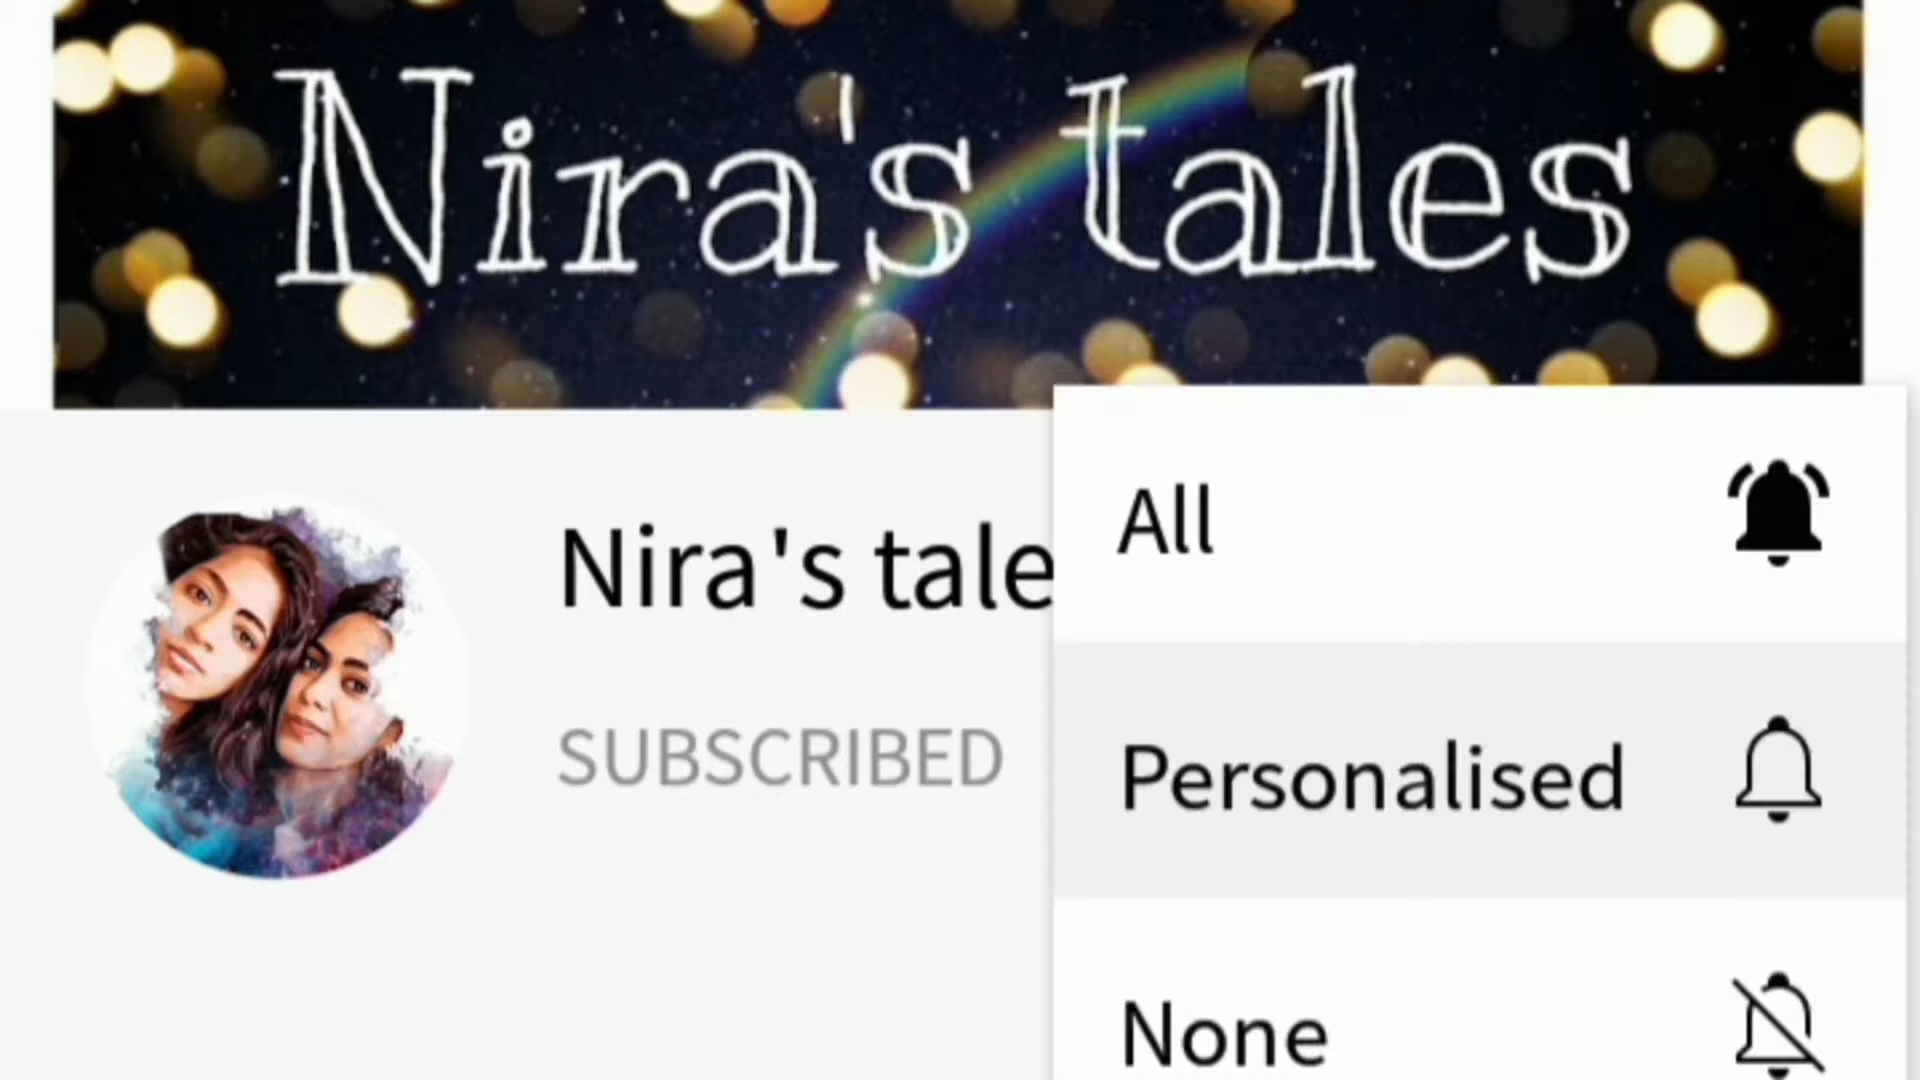 Nira's tales
Nira's tale
SUBSCRIBED
All
Personalised
None